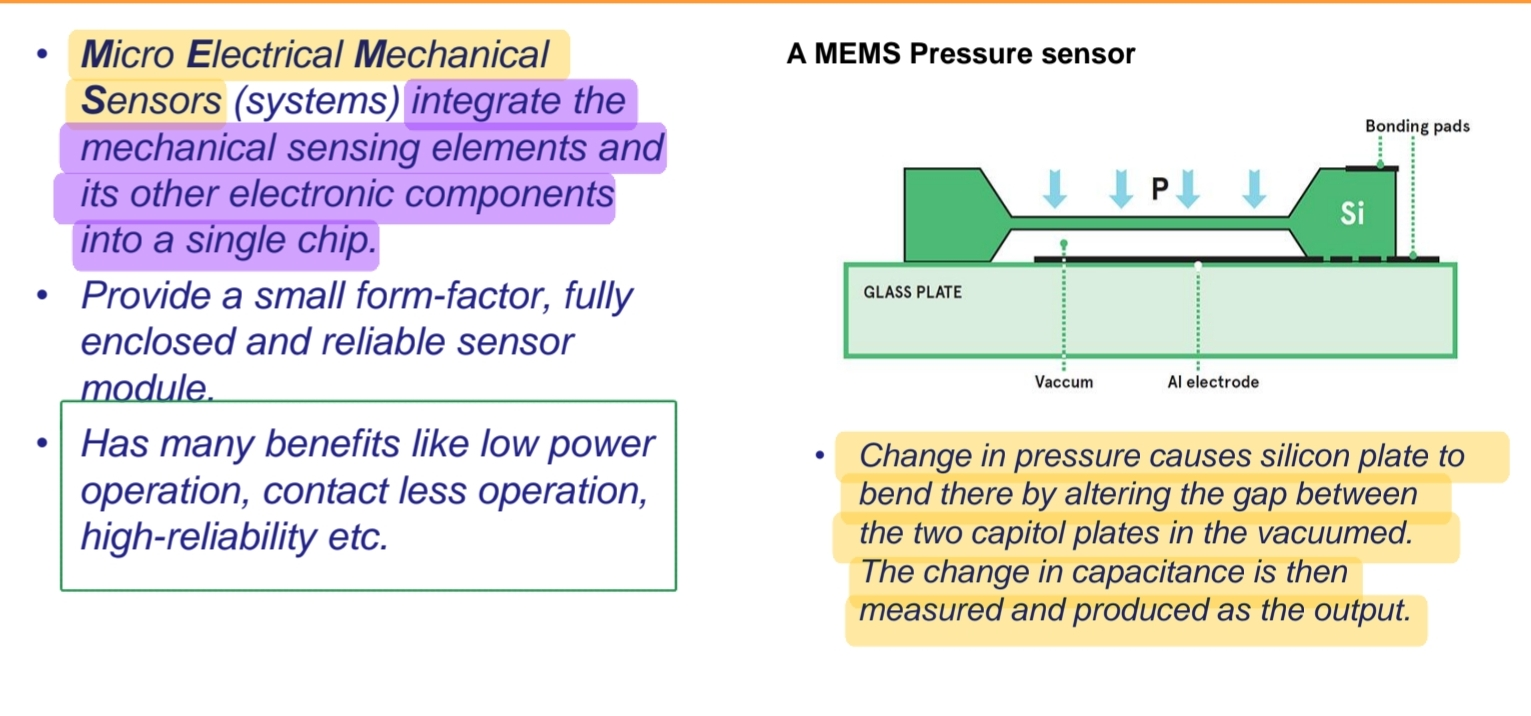 • Micro Electrical Mechanical
Sensors (systems) integrate the
mechanical sensing elements and
its other electronic components
into a single chip.
• Provide a small form-factor, fully
enclosed and reliable sensor
module.
• Has many benefits like low power
operation, contact less operation,
high-reliability etc.
A MEMS Pressure sensor
Bonding pads
P
Si
GLASS PLATE
Vaccum
Al electrode
• Change in pressure causes silicon plate to
bend there by altering the gap between
the two capitol plates in the vacuumed.
The change in capacitance is then
measured and produced as the output.